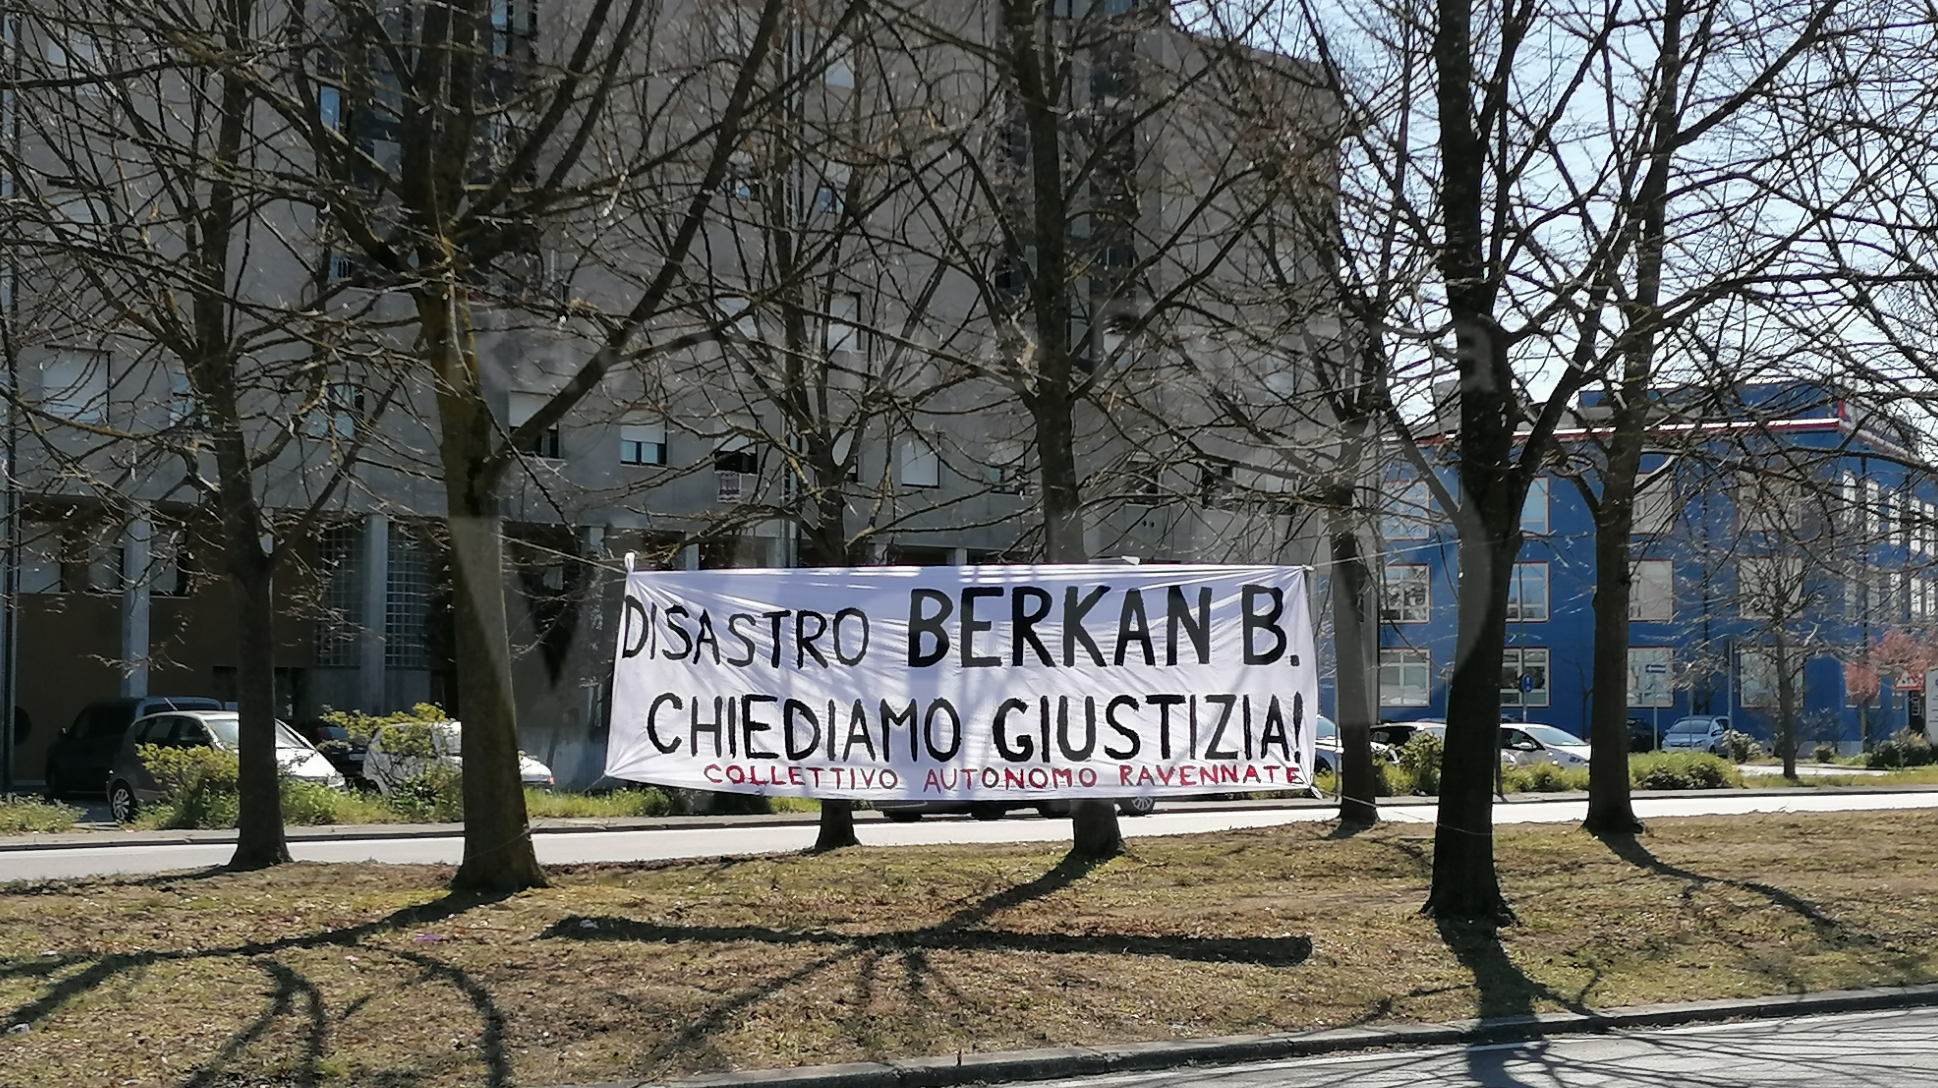 DISASTRO BERKAN B.
CHIEDIAMO GIUSTIZIA!
COLLETTIVO AUTONOMO RAVENNATE